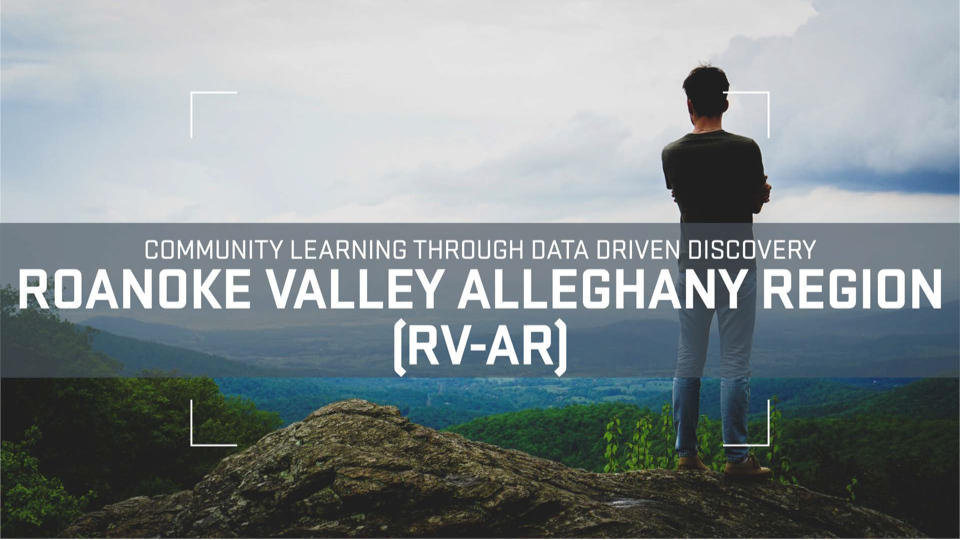 COMMUNITY LEARNING THROUGH DATA DRIVEN DISCOVERY
ROANOKE VALLEY ALLEGHANY REGION
(RV-AR)